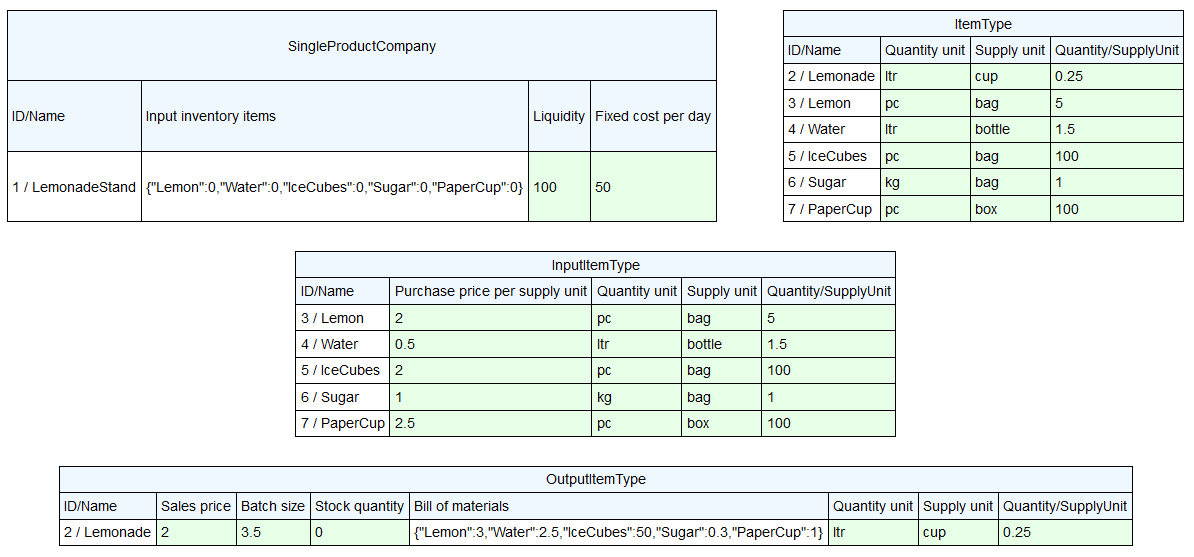 SingleProductCompany
ID/Name Input inventory items Liquidity Fixed cost per day
1 / LemonadeStand {"Lemon":0,"Water":0,"IceCubes":0,"Sugar":0,"PaperCup":0} 100 50
ItemType
ID/Name Quantity unit Supply unit Quantity/SupplyUnit
2 / Lemonade ltr cup 0.25
3 / Lemon pc bag 5
4 / Water ltr bottle 1.5
5 / IceCubes pc bag 100
6 / Sugar kg bag 1
7 / PaperCup pc box 100
InputItemType
ID/Name Purchase price per supply unit Quantity unit Supply unit Quantity/SupplyUnit
3 / Lemon 2 pc bag 5
4 / Water 0.5 ltr bottle 1.5
5 / IceCubes 2 pc bag 100
6 / Sugar 1 kg bag 1
7 / PaperCup 2.5 pc box 100
OutputItemType
ID/Name Sales price Batch size Stock quantity Bill of materials Quantity unit Supply unit Quantity/SupplyUnit
2 / Lemonade 2 3.5 0 {"Lemon":3,"Water":2.5,"IceCubes":50,"Sugar":0.3,"PaperCup":1} ltr cup 0.25